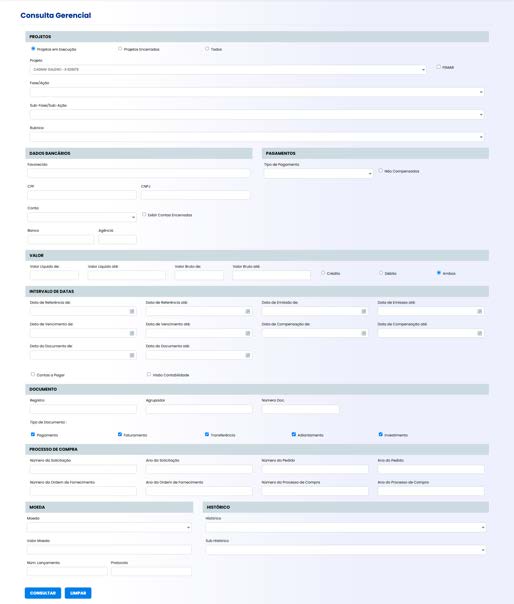 Consulta Gerencial
PROJETOS
Projetos em Execução
Projetos Encerrados
Todos
Projeto
FIXAR
Fase/Ação
Sub-Fase/Sub-Ação
Rubrica
DADOS BANCÁRIOS
PAGAMENTOS
Favorecido
Tipo de Pagamento
Não Compensados
CPF
CNPJ
Conta
Exibir Contas Encerradas
Banco
Agência
VALOR
Valor Líquido de:
Valor Líquido até:
Valor Bruto de:
Valor Bruto até:
Crédito
Débito
Ambos
INTERVALO DE DATAS
Data de Referência de:
Data de Referência até:
Data de Emissão de:
Data de Emissão até:
Data de Vencimento de:
Data de Vencimento até:
Data de Compensação de:
Data de Compensação até:
Data do Documento de:
Data do Documento até:
Contas a Pagar
Visão Contabilidade
DOCUMENTO
Registro
Agrupador
Número Doc.
Tipo de Documento :
Pagamento
Faturamento
Transferência
Adiantamento
Investimento
PROCESSO DE COMPRA
Número da Solicitação
Ano da Solicitação
Número do Pedido
Ano do Pedido
Número da Ordem de Fornecimento
Ano da Ordem de Fornecimento
Número do Processo de Compra
Ano do Processo de Compra
MOEDA
HISTÓRICO
Moeda
Histórico
Valor Moeda
Sub Histórico
Núm. Lançamento
Protocolo
CONSULTAR
LIMPAR